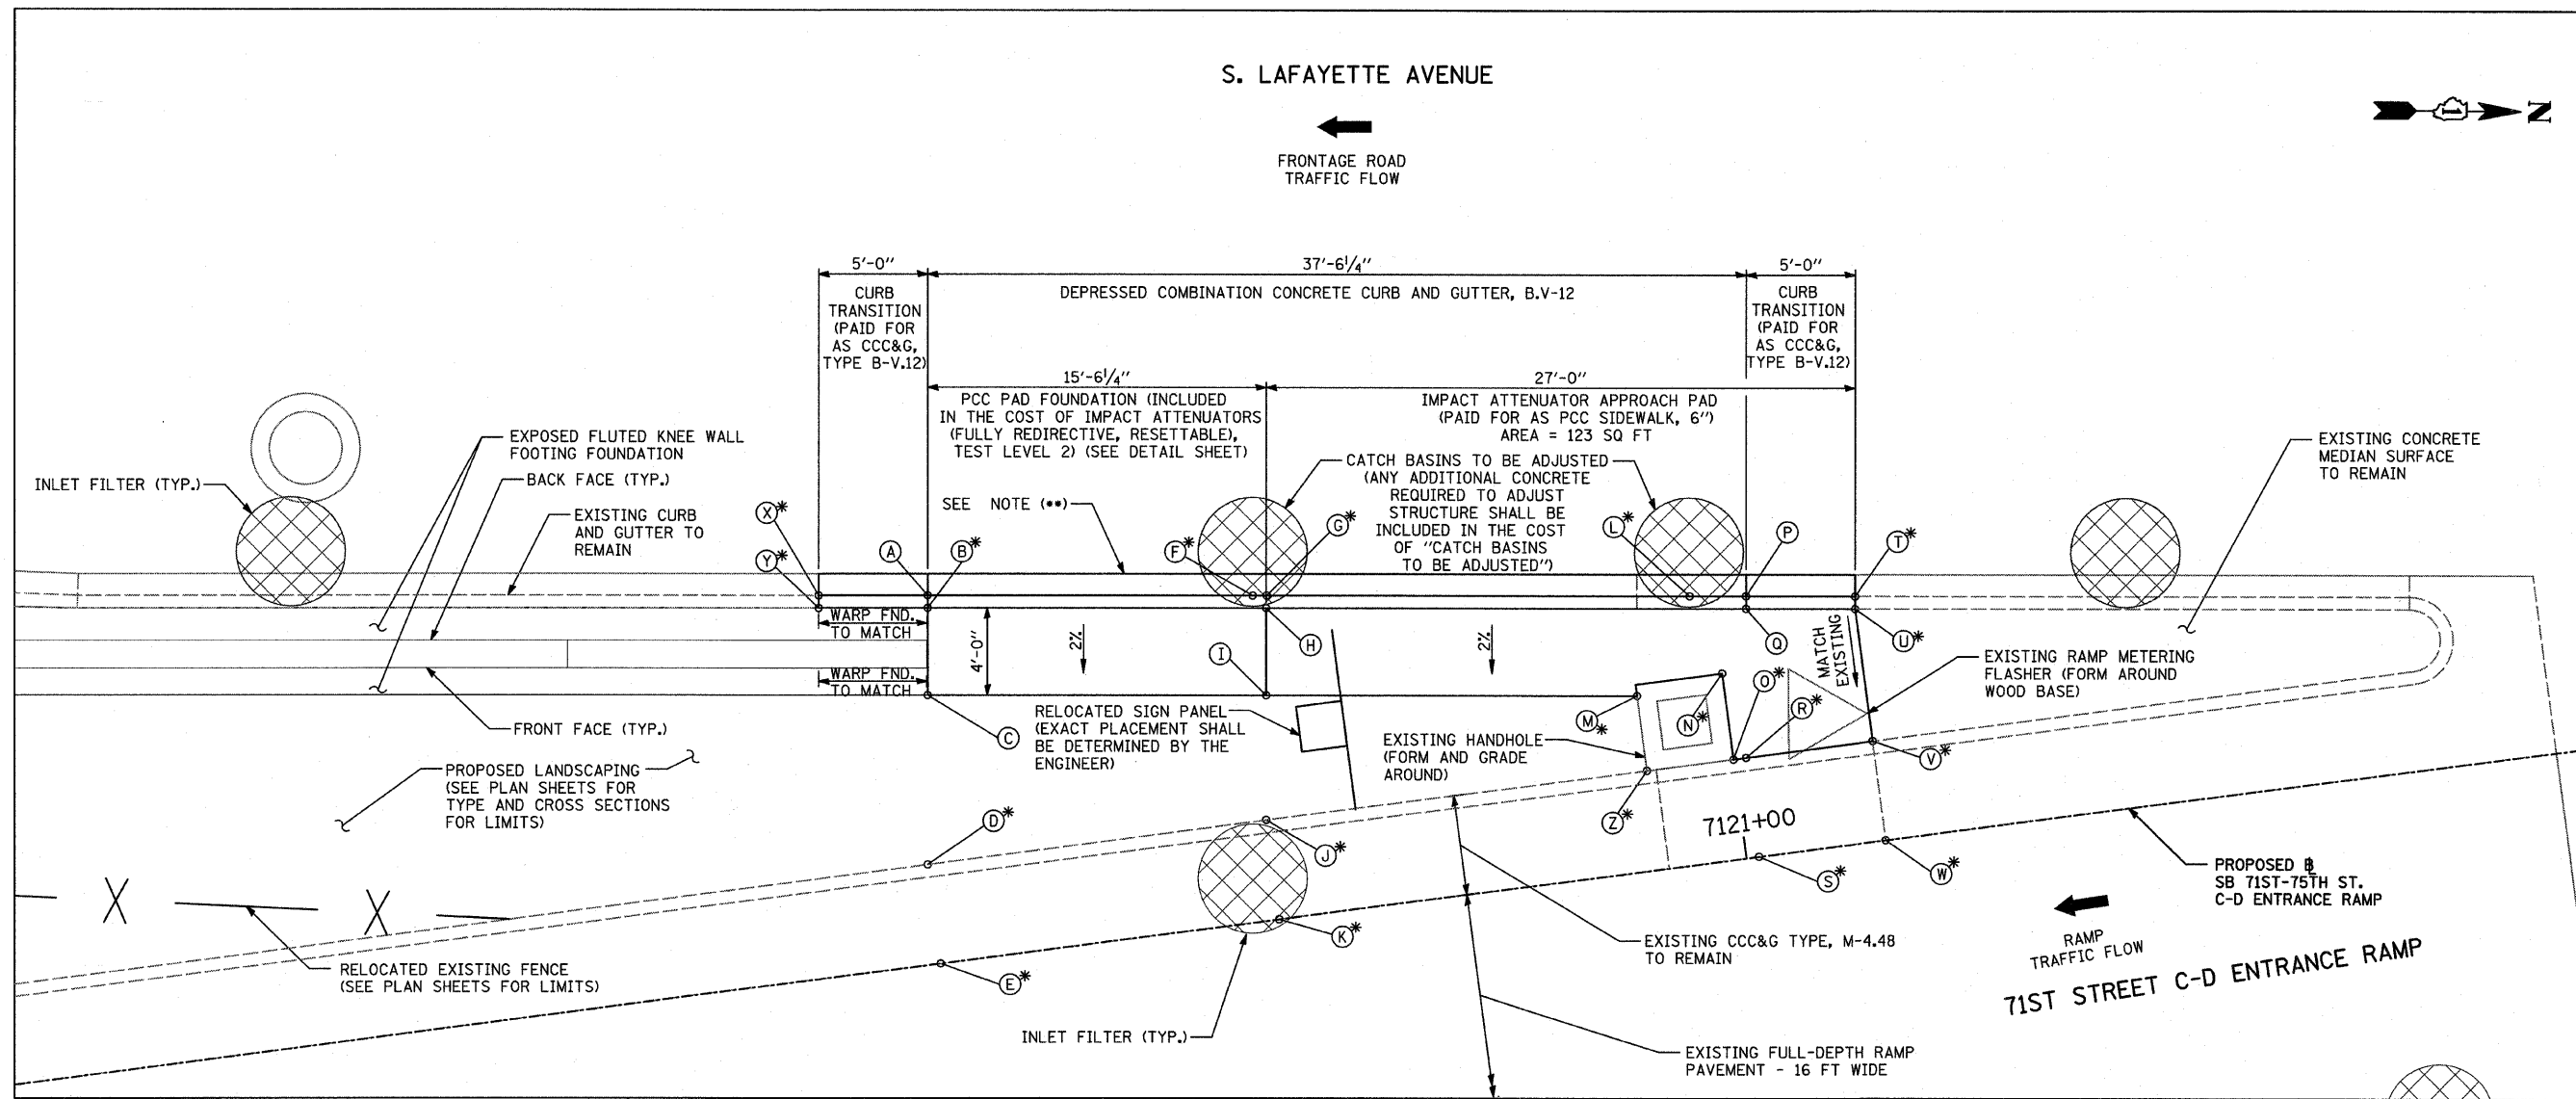 S. LAFAYETTE AVENUE
N
FRONTAGE ROAD
TRAFFIC FLOW
5'-0"
37'-6 1/4"
5'-0"
CURB
TRANSITION
(PAID FOR
AS CCC&G,
TYPE B-V.12)
DEPRESSED COMBINATION CONCRETE CURB AND GUTTER, B.V-12
CURB
TRANSITION
(PAID FOR
AS CCC&G,
TYPE B-V.12)
15'-6 1/4"
27'-0"
PCC PAD FOUNDATION (INCLUDED
IN THE COST OF IMPACT ATTENUATORS
(FULLY REDIRECTIVE, RESETTABLE),
TEST LEVEL 2) (SEE DETAIL SHEET)
IMPACT ATTENUATOR APPROACH PAD
(PAID FOR AS PCC SIDEWALK, 6")
AREA = 123 SQ FT
EXPOSED FLUTED KNEE WALL
FOOTING FOUNDATION
EXISTING CONCRETE
MEDIAN SURFACE
TO REMAIN
INLET FILTER (TYP.)
BACK FACE (TYP.)
CATCH BASINS TO BE ADJUSTED
(ANY ADDITIONAL CONCRETE
REQUIRED TO ADJUST
STRUCTURE SHALL BE
INCLUDED IN THE COST
OF "CATCH BASINS
TO BE ADJUSTED")
SEE NOTE (**)
EXISTING CURB
AND GUTTER TO
REMAIN
X*
Y*
A
B*
F*
G*
L*
P
T*
WARP FND.
TO MATCH
WARP FND.
TO MATCH
4'-0"
2%
H
I
2%
Q
MATCH
EXISTING
U*
EXISTING RAMP METERING
FLASHER (FORM AROUND
WOOD BASE)
O*
R*
N*
M*
FRONT FACE (TYP.)
C
RELOCATED SIGN PANEL
(EXACT PLACEMENT SHALL
BE DETERMINED BY THE
ENGINEER)
EXISTING HANDHOLE
(FORM AND GRADE
AROUND)
V*
PROPOSED LANDSCAPING
(SEE PLAN SHEETS FOR
TYPE AND CROSS SECTIONS
FOR LIMITS)
D*
J*
Z*
7121+00
S*
W*
PROPOSED B
SB 71ST-75TH ST.
C-D ENTRANCE RAMP
X
X
K*
E*
RELOCATED EXISTING FENCE
(SEE PLAN SHEETS FOR LIMITS)
EXISTING CCC&G TYPE, M-4.48
TO REMAIN
RAMP
TRAFFIC FLOW
71ST STREET C-D ENTRANCE RAMP
INLET FILTER (TYP.)
EXISTING FULL-DEPTH RAMP
PAVEMENT - 16 FT WIDE